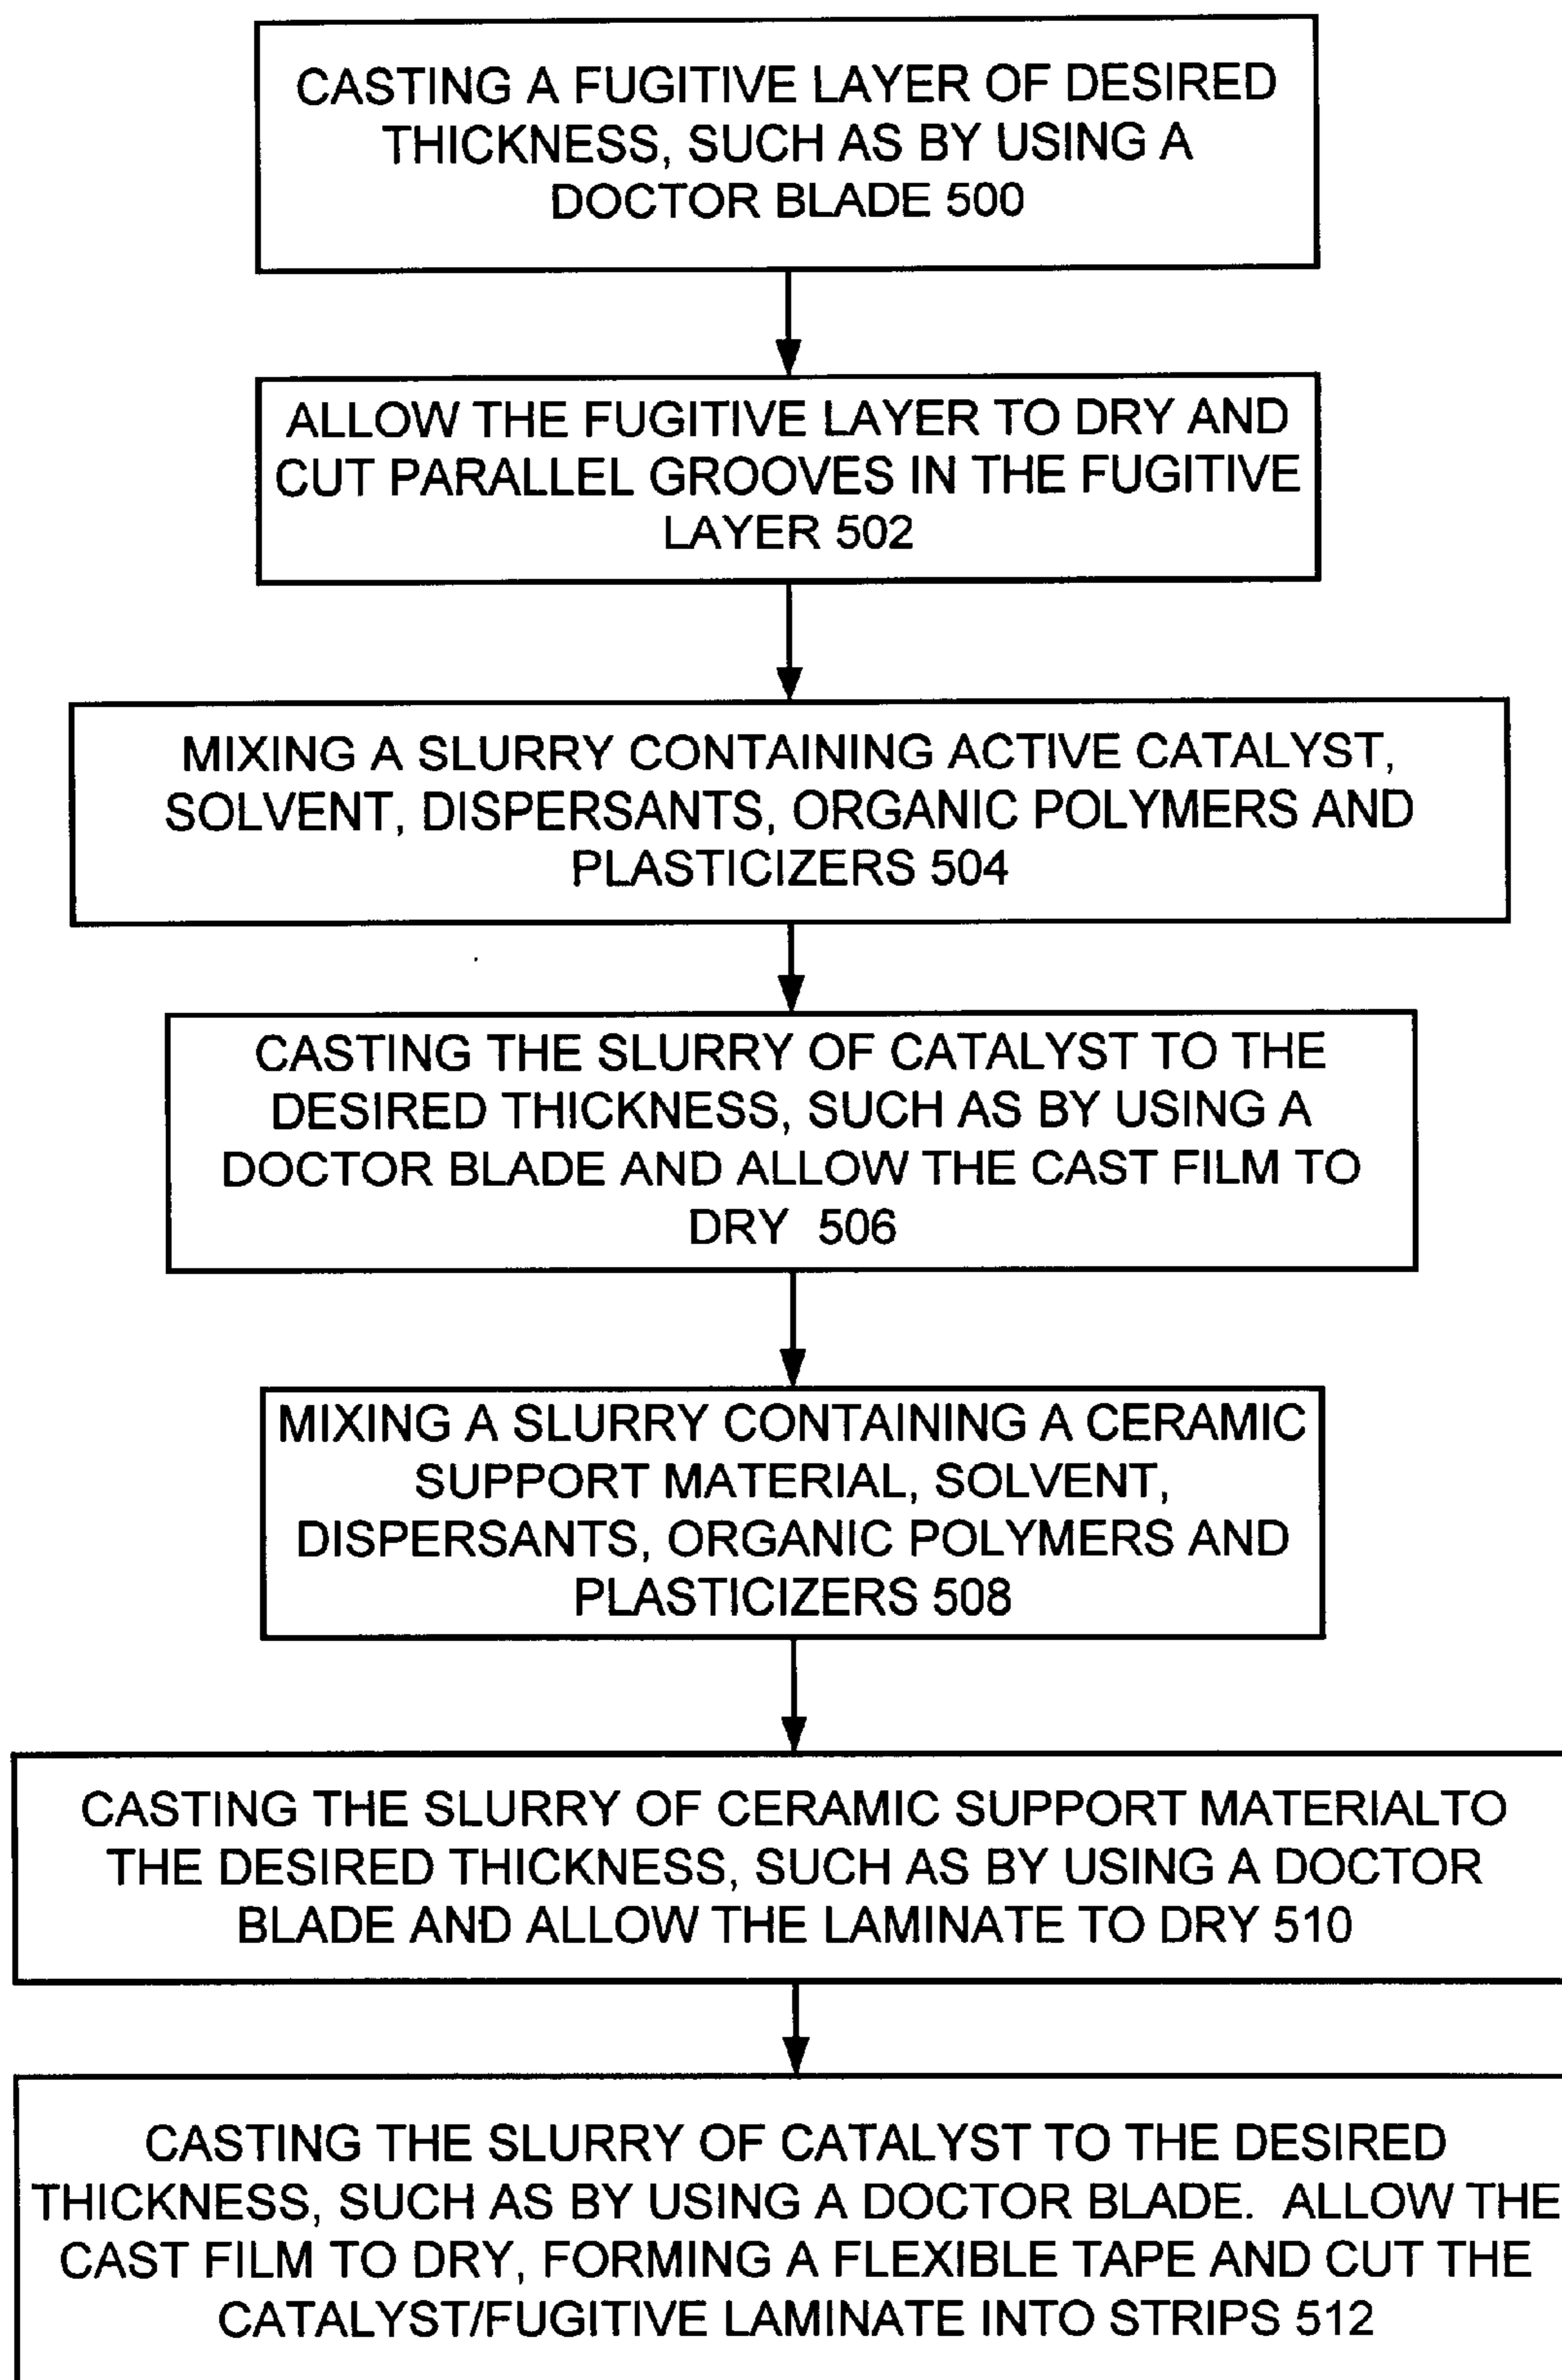 CASTING A FUGITIVE LAYER OF DESIRED
THICKNESS, SUCH AS BY USING A
DOCTOR BLADE 500
ALLOW THE FUGITIVE LAYER TO DRY AND
CUT PARALLEL GROOVES IN THE FUGITIVE
LAYER 502
MIXING A SLURRY CONTAINING ACTIVE CATALYST,
SOLVENT, DISPERSANTS, ORGANIC POLYMERS AND
PLASTICIZERS 504
CASTING THE SLURRY OF CATALYST TO THE
DESIRED THICKNESS, SUCH AS BY USING A
DOCTOR BLADE AND ALLOW THE CAST FILM TO
DRY 506
MIXING A SLURRY CONTAINING A CERAMIC
SUPPORT MATERIAL, SOLVENT,
DISPERSANTS, ORGANIC POLYMERS AND
PLASTICIZERS 508
CASTING THE SLURRY OF CERAMIC SUPPORT MATERIALTO
THE DESIRED THICKNESS, SUCH AS BY USING A DOCTOR
BLADE AND ALLOW THE LAMINATE TO DRY 510
CASTING THE SLURRY OF CATALYST TO THE DESIRED
THICKNESS, SUCH AS BY USING A DOCTOR BLADE. ALLOW THE
CAST FILM TO DRY, FORMING A FLEXIBLE TAPE AND CUT THE
CATALYST/FUGITIVE LAMINATE INTO STRIPS 512